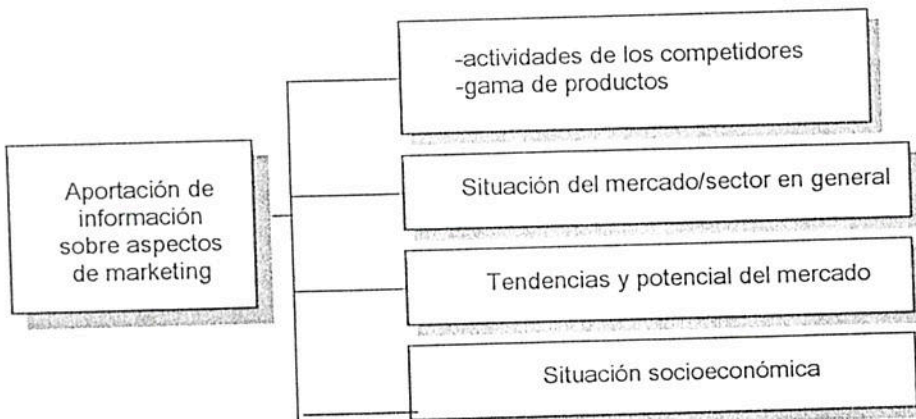 Aportación de
información
sobre aspectos
de marketing
-actividades de los competidores
-gama de productos
Situación del mercado/sector en general
Tendencias y potencial del mercado
Situación socioeconómica